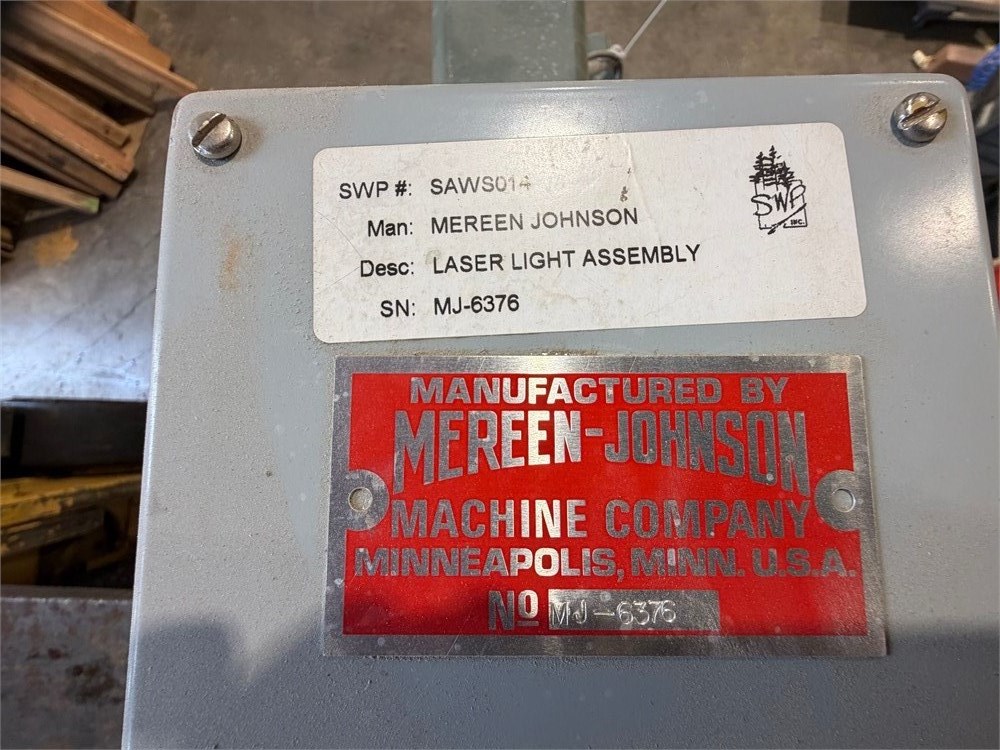 SWP #: SAWS014
Man: MEREEN JOHNSON
Desc: LASER LIGHT ASSEMBLY
SN: MJ-6376
SWP
INC.
MANUFACTURED BY
MEREEN-JOHNSON
MACHINE COMPANY
MINNEAPOLIS, MINN. U.S.A.
NO MJ-6376